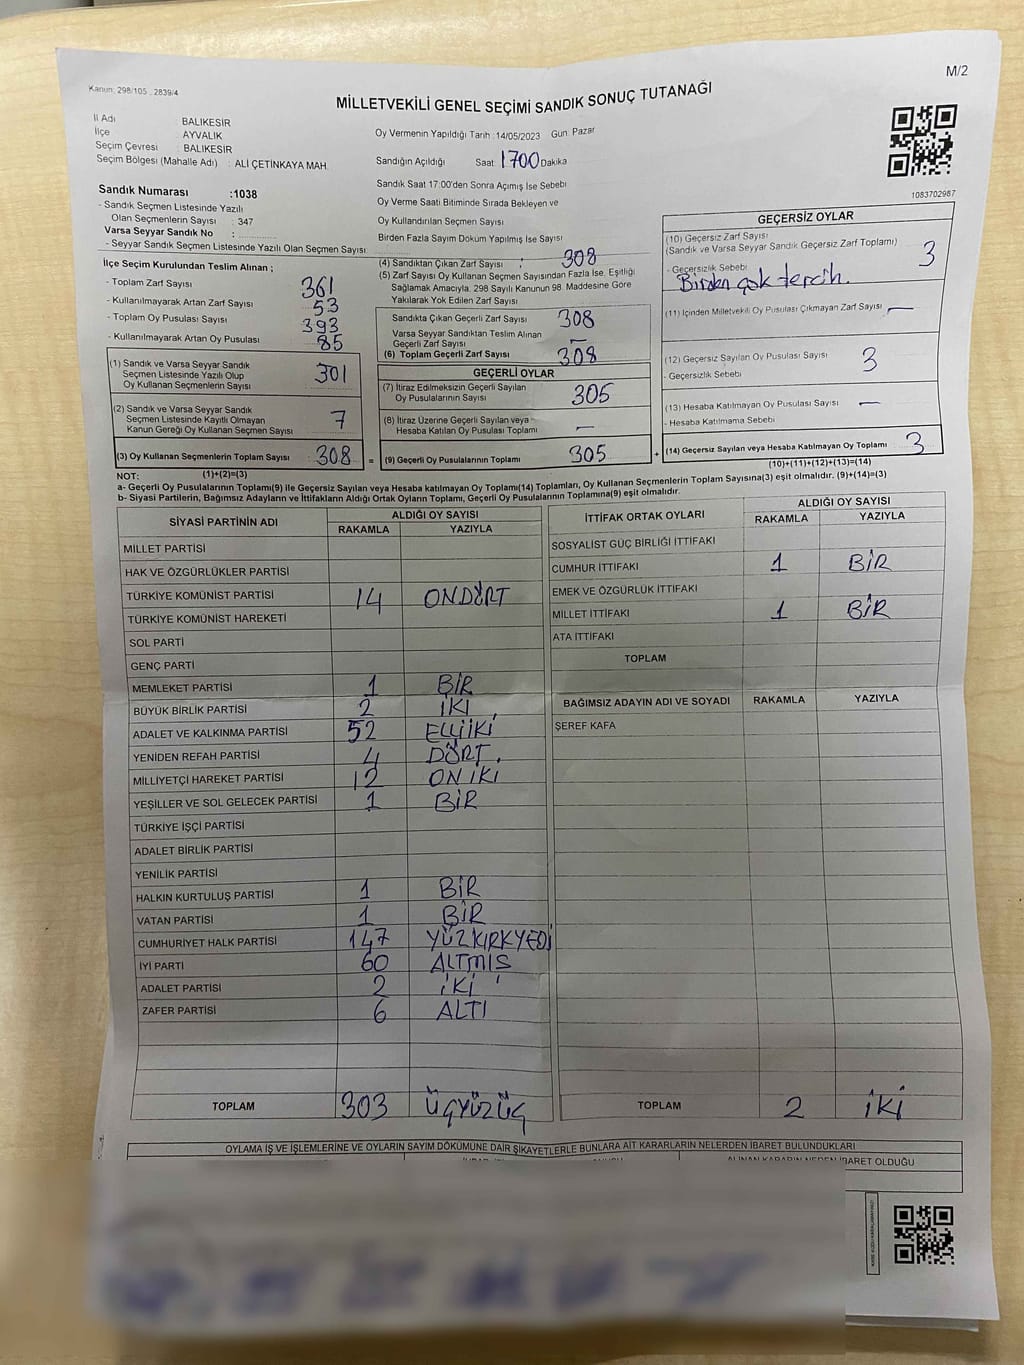 Kanun: 298/105 . 2839/4
M/2
MİLLETVEKİLİ GENEL SEÇİMİ SANDIK SONUÇ TUTANAĞI
İl Adı : BALIKESİR
İlçe : AYVALIK
Seçim Çevresi : BALIKESİR
Seçim Bölgesi (Mahalle Adı) : ALİ ÇETİNKAYA MAH.
Sandık Numarası :1038
- Sandık Seçmen Listesinde Yazılı
Olan Seçmenlerin Sayısı : 347
Varsa Seyyar Sandık No :
- Seyyar Sandık Seçmen Listesinde Yazılı Olan Seçmen Sayısı
İlçe Seçim Kurulundan Teslim Alınan ;
- Toplam Zarf Sayısı 361
- Kullanılmayarak Artan Zarf Sayısı 53
- Toplam Oy Pusulası Sayısı 393
- Kullanılmayarak Artan Oy Pusulası 85
(1) Sandık ve Varsa Seyyar Sandık
Seçmen Listesinde Yazılı Olup
Oy Kullanan Seçmenlerin Sayısı 301
(2) Sandık ve Varsa Seyyar Sandık
Seçmen Listesinde Kayıtlı Olmayan
Kanun Gereği Oy Kullanan Seçmen Sayısı 7
(3) Oy Kullanan Seçmenlerin Toplam Sayısı 308 =
(1)+(2)=(3)
Oy Vermenin Yapıldığı Tarih :14/05/2023 Gün: Pazar
Sandığın Açıldığı Saat 1700 Dakika
Sandık Saat 17:00'den Sonra Açımış İse Sebebi
Oy Verme Saati Bitiminde Sırada Bekleyen ve
Oy Kullandırılan Seçmen Sayısı
Birden Fazla Sayım Döküm Yapılmış İse Sayısı
(4) Sandıktan Çıkan Zarf Sayısı : 308
(5) Zarf Sayısı Oy Kullanan Seçmen Sayısından Fazla İse, Eşitliği
Sağlamak Amacıyla, 298 Sayılı Kanunun 98. Maddesine Göre
Yakılarak Yok Edilen Zarf Sayısı
Sandıkta Çıkan Geçerli Zarf Sayısı 308
Varsa Seyyar Sandıktan Teslim Alınan
Geçerli Zarf Sayısı —
(6) Toplam Geçerli Zarf Sayısı 308
GEÇERLİ OYLAR
(7) İtiraz Edilmeksizin Geçerli Sayılan
Oy Pusulalarının Sayısı 305
(8) İtiraz Üzerine Geçerli Sayılan veya
Hesaba Katılan Oy Pusulası Toplamı —
(9) Geçerli Oy Pusulalarının Toplamı 305 +
1083702987
GEÇERSİZ OYLAR
(10) Geçersiz Zarf Sayısı
(Sandık ve Varsa Seyyar Sandık Geçersiz Zarf Toplamı) 3
- Geçersizlik Sebebi:
Birden çok tercih.
(11) İçinden Milletvekili Oy Pusulası Çıkmayan Zarf Sayısı —
(12) Geçersiz Sayılan Oy Pusulası Sayısı 3
- Geçersizlik Sebebi
(13) Hesaba Katılmayan Oy Pusulası Sayısı —
- Hesaba Katılmama Sebebi
(14) Geçersiz Sayılan veya Hesaba Katılmayan Oy Toplamı 3
(10)+(11)+(12)+(13)=(14)
NOT:
a- Geçerli Oy Pusulalarının Toplamı(9) ile Geçersiz Sayılan veya Hesaba katılmayan Oy Toplamı(14) Toplamları, Oy Kullanan Seçmenlerin Toplam Sayısına(3) eşit olmalıdır. (9)+(14)=(3)
b- Siyasi Partilerin, Bağımsız Adayların ve İttifakların Aldığı Ortak Oyların Toplamı, Geçerli Oy Pusulalarının Toplamına(9) eşit olmalıdır.
SİYASİ PARTİNİN ADI ALDIĞI OY SAYISI
RAKAMLA YAZIYLA
MİLLET PARTİSİ
HAK VE ÖZGÜRLÜKLER PARTİSİ
TÜRKİYE KOMÜNİST PARTİSİ 14 ONDÖRT
TÜRKİYE KOMÜNİST HAREKETİ
SOL PARTİ
GENÇ PARTİ
MEMLEKET PARTİSİ 1 BİR
BÜYÜK BİRLİK PARTİSİ 2 İKİ
ADALET VE KALKINMA PARTİSİ 52 ELLİİKİ
YENİDEN REFAH PARTİSİ 4 DÖRT.
MİLLİYETÇİ HAREKET PARTİSİ 12 ONİKİ
YEŞİLLER VE SOL GELECEK PARTİSİ 1 BİR
TÜRKİYE İŞÇİ PARTİSİ
ADALET BİRLİK PARTİSİ
YENİLİK PARTİSİ
HALKIN KURTULUŞ PARTİSİ 1 BİR
VATAN PARTİSİ 1 BİR
CUMHURİYET HALK PARTİSİ 147 YÜZKIRKYEDİ
İYİ PARTİ 60 ALTMIŞ
ADALET PARTİSİ 2 İKİ
ZAFER PARTİSİ 6 ALTI
TOPLAM 303 ÜÇYÜZÜÇ
İTTİFAK ORTAK OYLARI ALDIĞI OY SAYISI
RAKAMLA YAZIYLA
SOSYALİST GÜÇ BİRLİĞİ İTTİFAKI
CUMHUR İTTİFAKI 1 BİR
EMEK VE ÖZGÜRLÜK İTTİFAKI
MİLLET İTTİFAKI 1 BİR
ATA İTTİFAKI
TOPLAM
BAĞIMSIZ ADAYIN ADI VE SOYADI RAKAMLA YAZIYLA
ŞEREF KAFA
TOPLAM 2 İKİ
OYLAMA İŞ VE İŞLEMLERİNE VE OYLARIN SAYIM DÖKÜMÜNE DAİR ŞİKAYETLERLE BUNLARA AİT KARARLARIN NELERDEN İBARET BULUNDUKLARI
ALINAN KARARIN NEDEN İBARET OLDUĞU